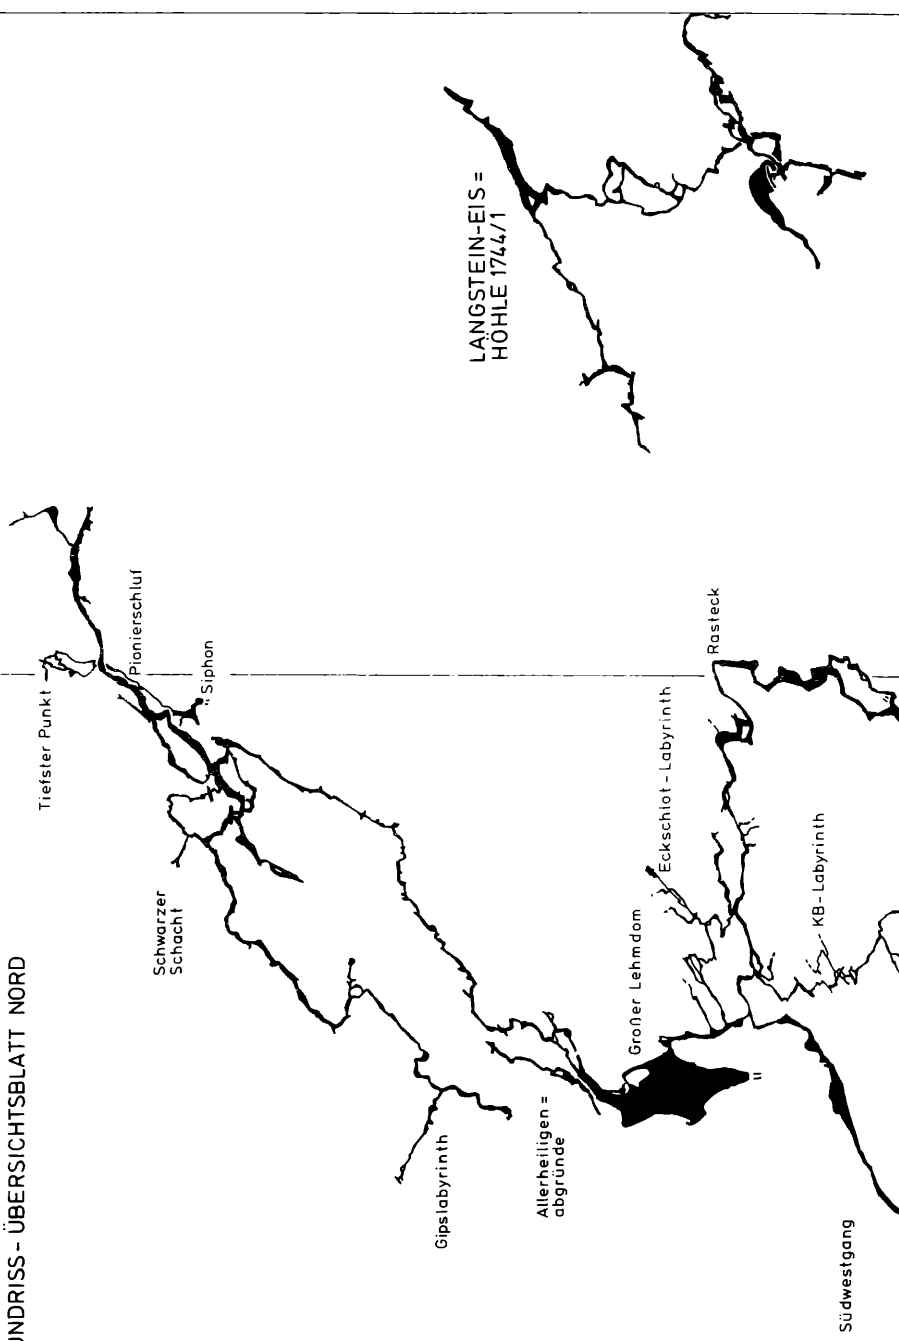 UNDRISS - ÜBERSICHTSBLATT NORD
LANGSTEIN-EIS =
HÖHLE 1744/1
Tiefster Punkt
Pionierschluf
"Siphon
Schwarzer
Schacht
Gipslabyrinth
Allerheiligen =
abgründe
Großer Lehmdom
Eckschlot - Labyrinth
Rasteck
KB - Labyrinth
Südwestgang